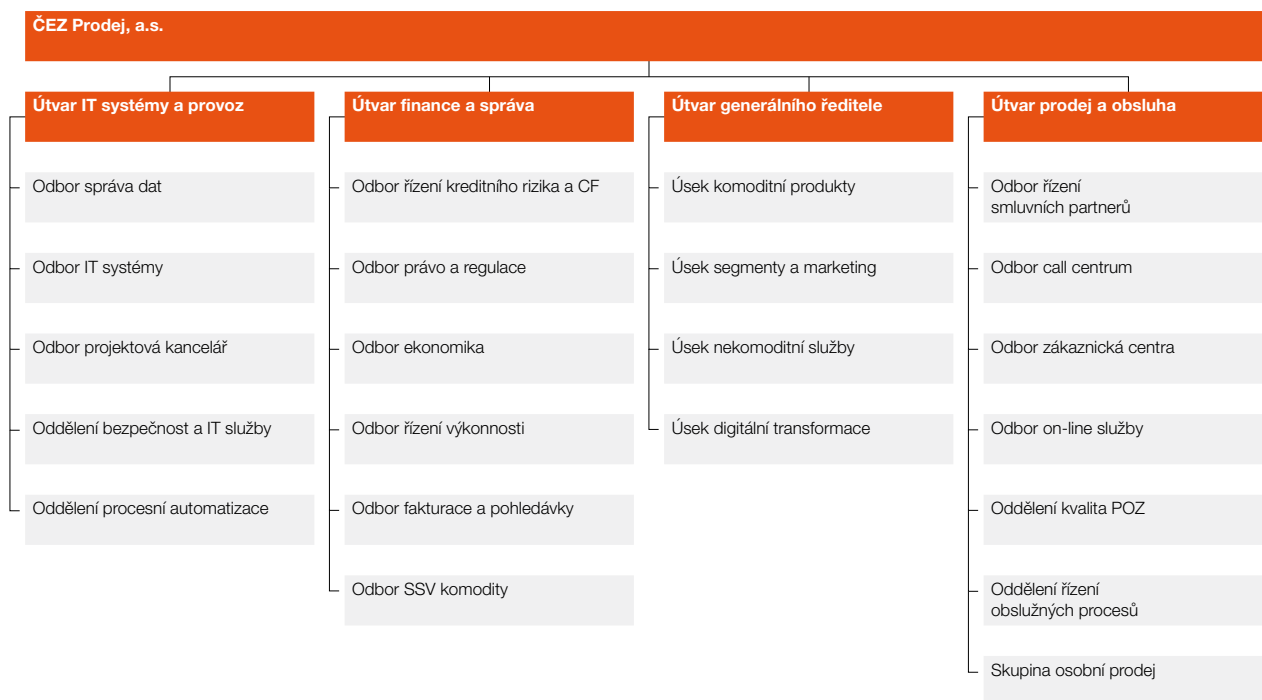 ČEZ Prodej, a.s.
Útvar IT systémy a provoz
Odbor správa dat
Odbor IT systémy
Odbor projektová kancelář
Oddělení bezpečnost a IT služby
Oddělení procesní automatizace
Útvar finance a správa
Odbor řízení kreditního rizika a CF
Odbor právo a regulace
Odbor ekonomika
Odbor řízení výkonnosti
Odbor fakturace a pohledávky
Odbor SSV komodity
Útvar generálního ředitele
Úsek komoditní produkty
Úsek segmenty a marketing
Úsek nekomoditní služby
Úsek digitální transformace
Útvar prodej a obsluha
Odbor řízení
smluvních partnerů
Odbor call centrum
Odbor zákaznická centra
Odbor on-line služby
Oddělení kvalita POZ
Oddělení řízení
obslužných procesů
Skupina osobní prodej